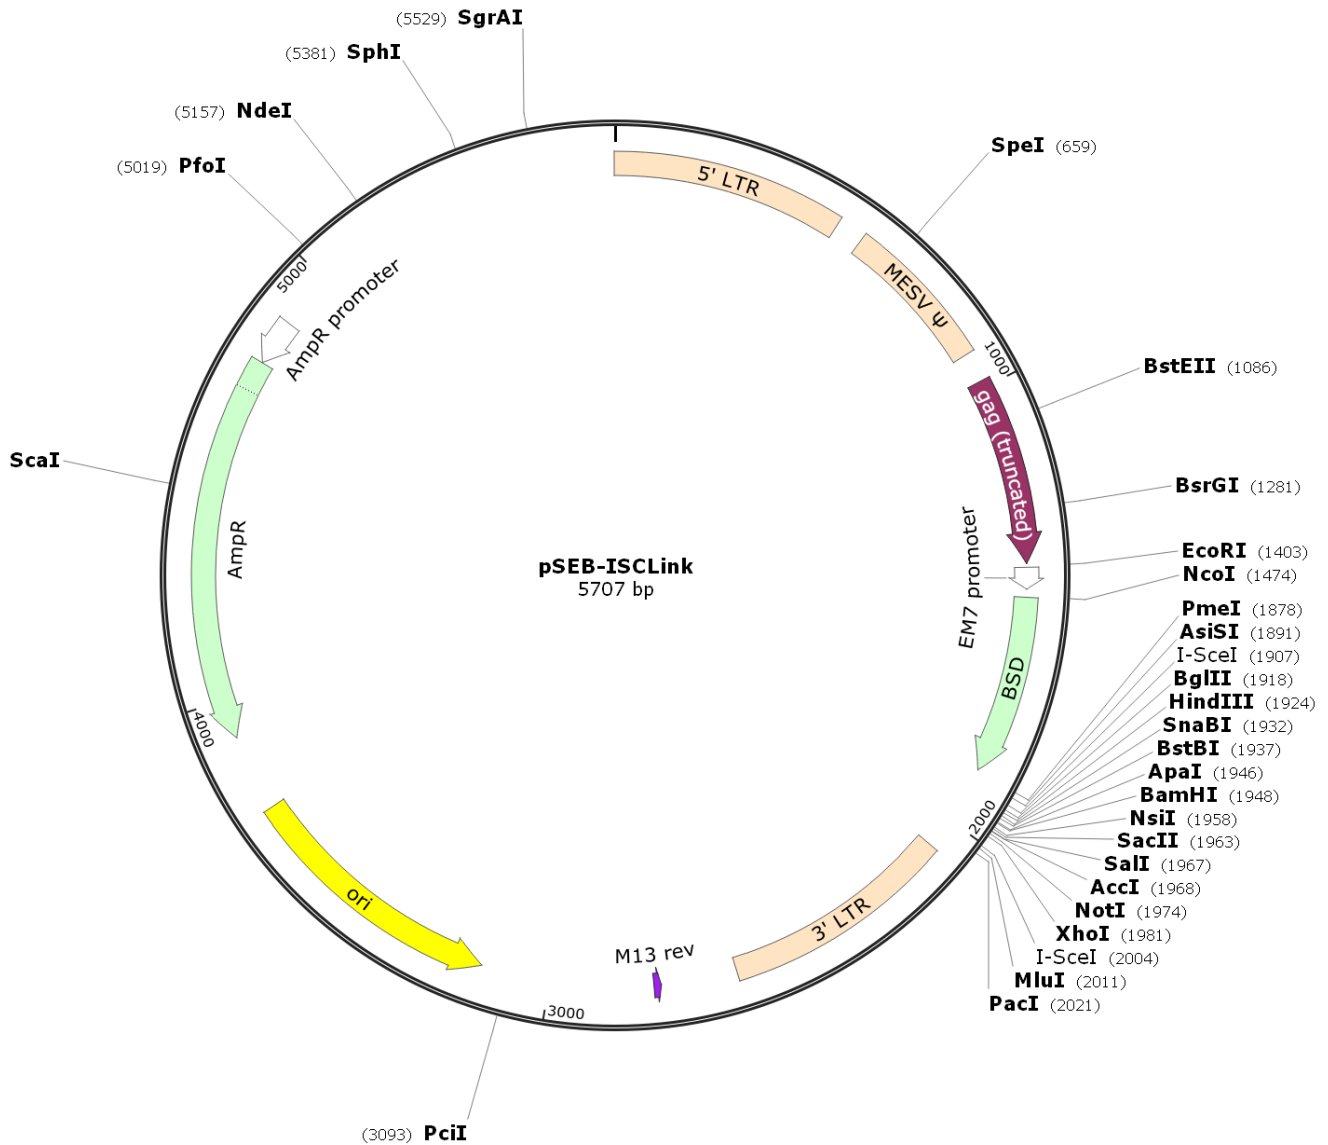 (5529) SgrAI
(5381) SphI
(5157) NdeI
(5019) PfoI
ScaI
SpeI (659)
BstEII (1086)
BsrGI (1281)
EcoRI (1403)
NcoI (1474)
PmeI (1878)
AsiSI (1891)
I-SceI (1907)
BglII (1918)
HindIII (1924)
SnaBI (1932)
BstBI (1937)
ApaI (1946)
BamHI (1948)
NsiI (1958)
SacII (1963)
SalI (1967)
AccI (1968)
NotI (1974)
XhoI (1981)
I-SceI (2004)
MluI (2011)
PacI (2021)
(3093) PciI
5' LTR
MESV Ψ
1000
gag (truncated)
EM7 promoter
BSD
2000
3' LTR
M13 rev
3000
ori
4000
AmpR
AmpR promoter
5000
pSEB-ISCLink
5707 bp